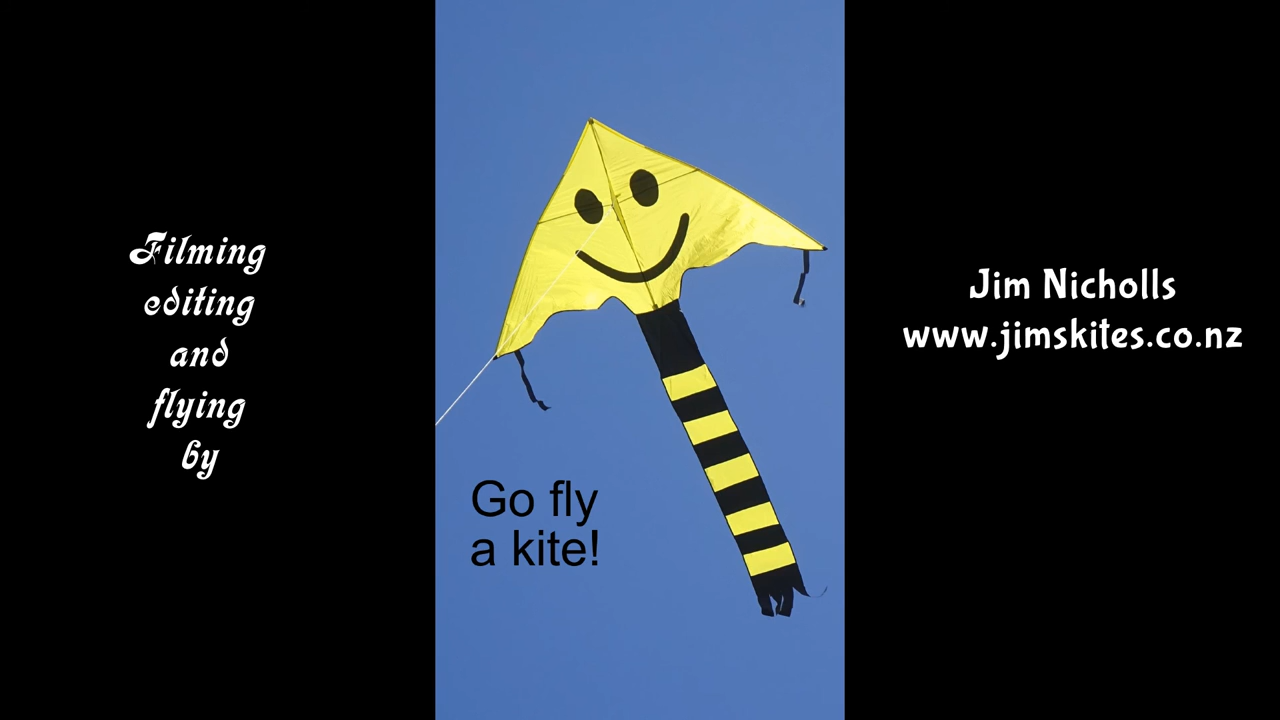 Filming
editing
and
flying
by
Go fly
a kite!
Jim Nicholls
www.jimskites.co.nz